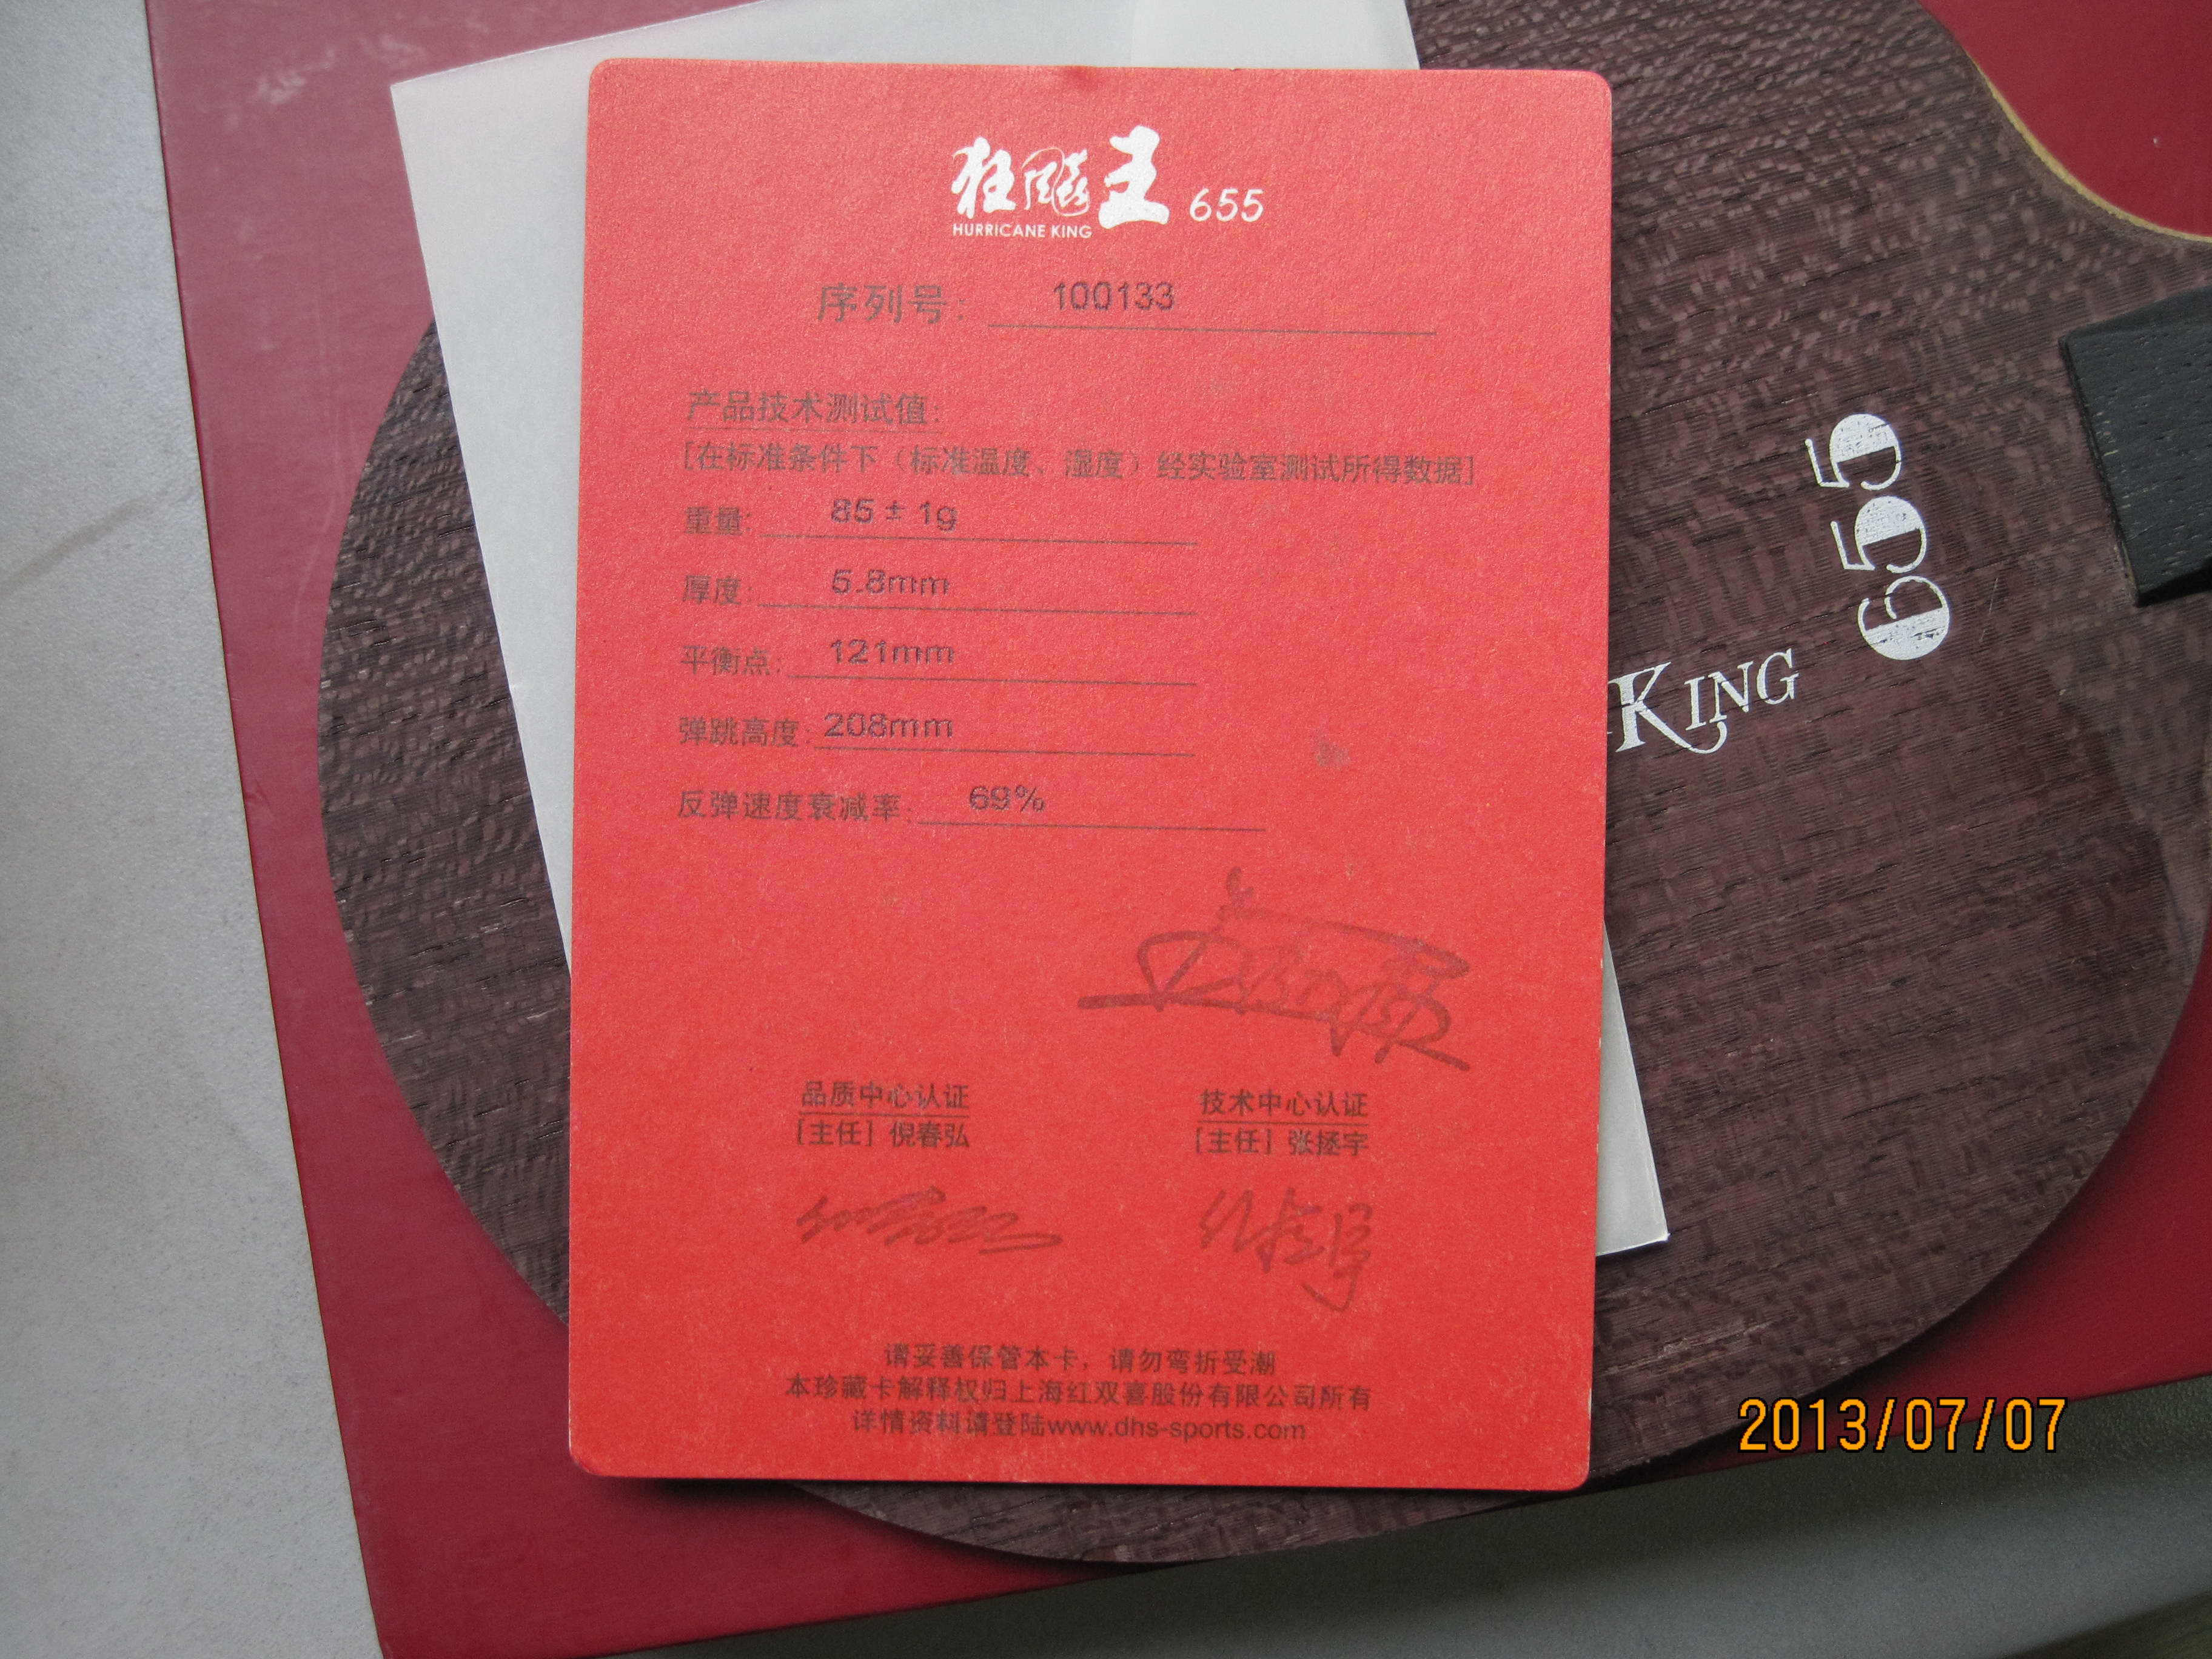 狂飚王 655
HURRICANE KING
序列号: 100133
产品技术测试值:
[在标准条件下（标准温度、湿度）经实验室测试所得数据]
重量: 85 ± 1g
厚度: 5.8mm
平衡点: 121mm
弹跳高度: 208mm
反弹速度衰减率: 69%
品质中心认证
[主任] 倪春弘
技术中心认证
[主任] 张拯宇
请妥善保管本卡，请勿弯折受潮
本珍藏卡解释权归上海红双喜股份有限公司所有
详情资料请登陆www.dhs-sports.com
KING 655
2013/07/07